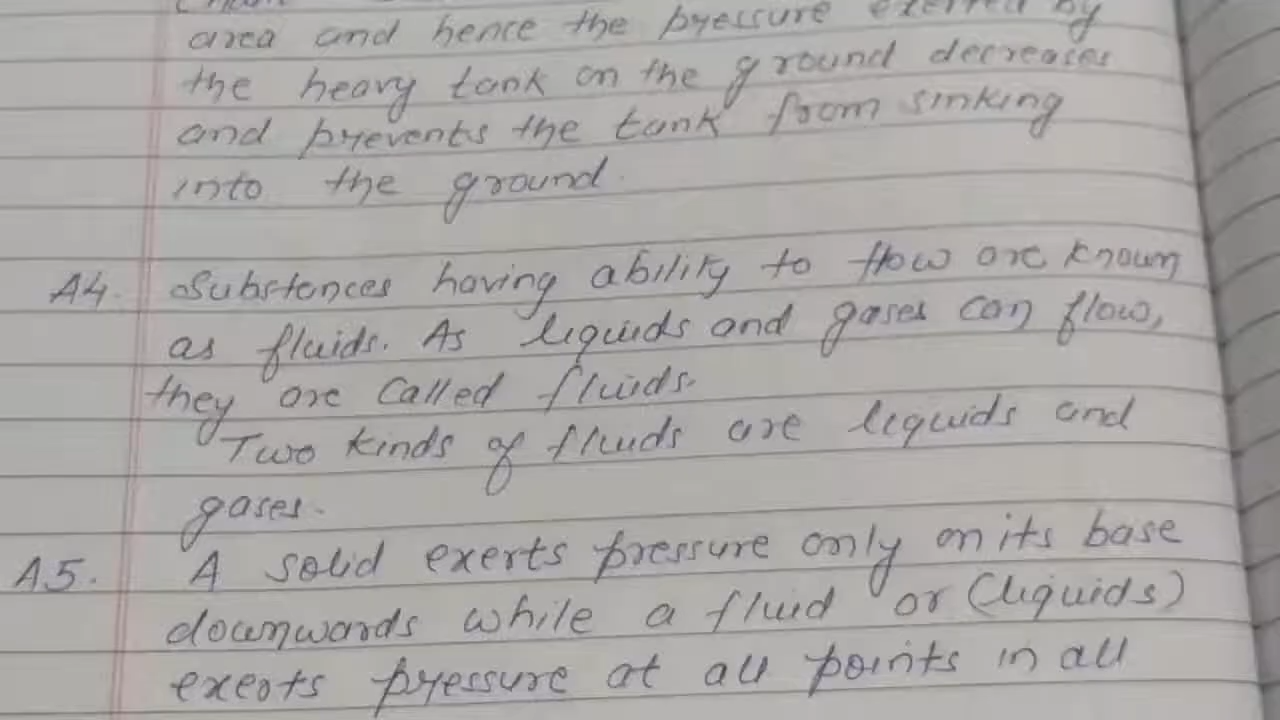 area and hence the pressure exerted by
the heavy tank on the ground decreases
and prevents the tank from sinking
into the ground.
A4. Substances having ability to flow are known
as fluids. As liquids and gases can flow,
they are called fluids.
Two kinds of fluids are liquids and
gases.
A5. A solid exerts pressure only on its base
downwards while a fluid or (liquids)
exerts pressure at all points in all